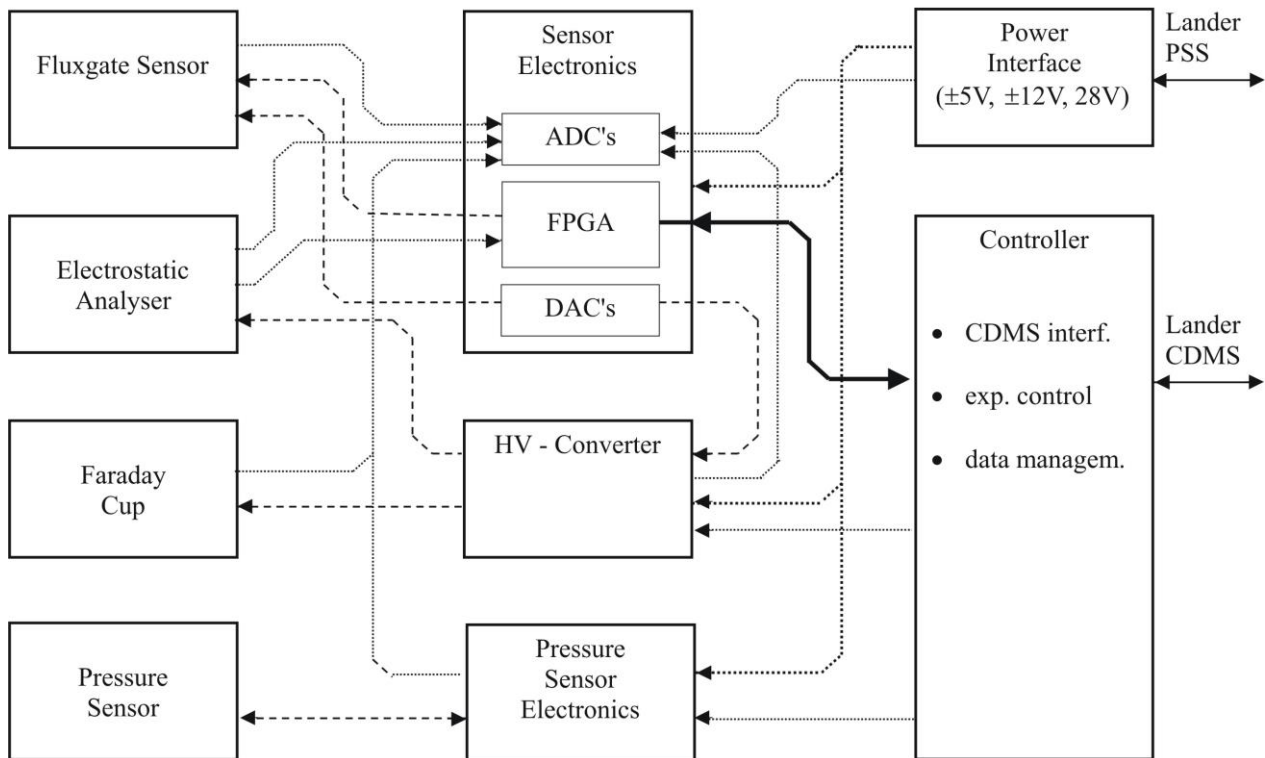 Fluxgate Sensor
Electrostatic
Analyser
Faraday
Cup
Pressure
Sensor
Sensor
Electronics
ADC's
FPGA
DAC's
HV - Converter
Pressure
Sensor
Electronics
Power
Interface
(±5V, ±12V, 28V)
Lander
PSS
Controller
• CDMS interf.
• exp. control
• data managem.
Lander
CDMS